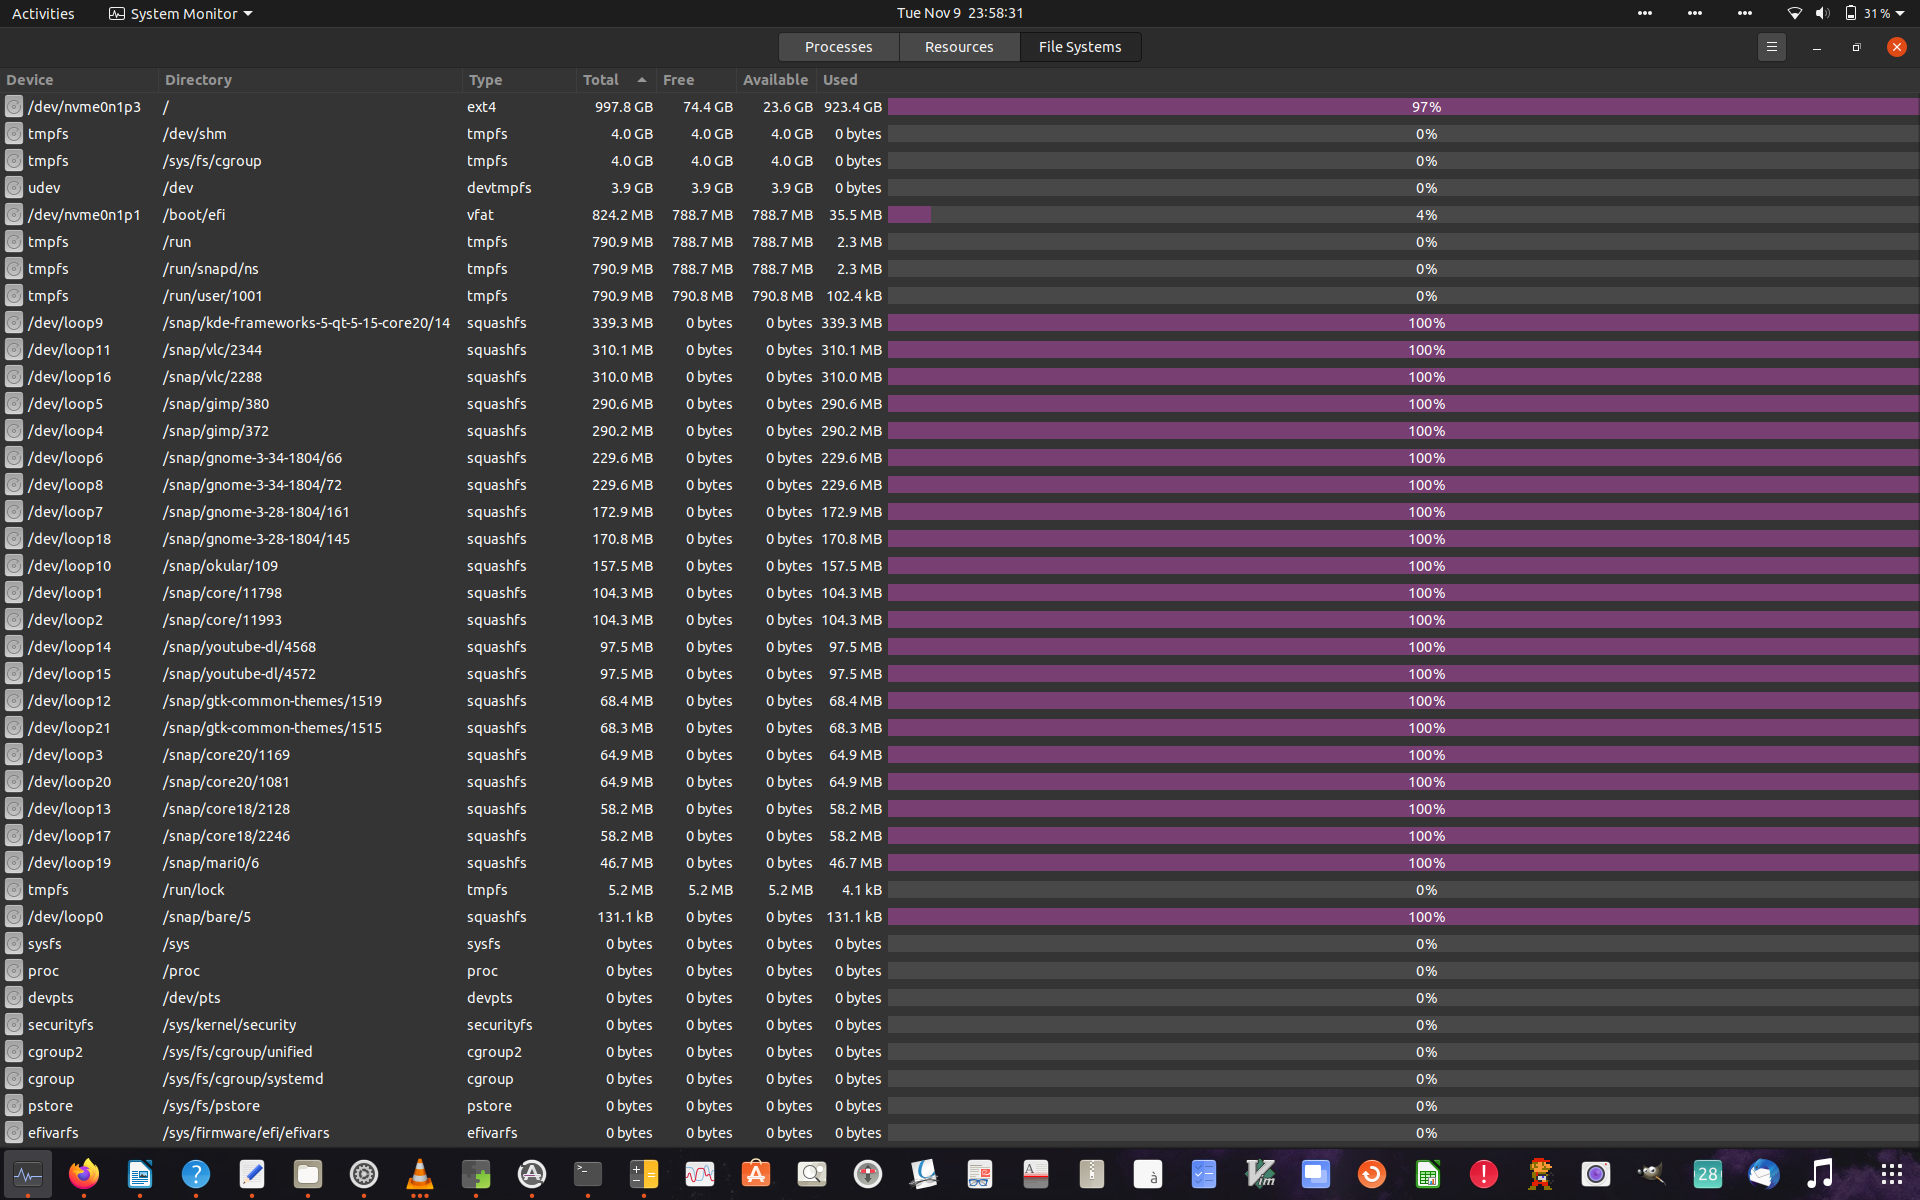 Activities System Monitor Tue Nov 9 23:58:31 31 %
Processes Resources File Systems
Device Directory Type Total Free Available Used
/dev/nvme0n1p3 / ext4 997.8 GB 74.4 GB 23.6 GB 923.4 GB 97%
tmpfs /dev/shm tmpfs 4.0 GB 4.0 GB 4.0 GB 0 bytes 0%
tmpfs /sys/fs/cgroup tmpfs 4.0 GB 4.0 GB 4.0 GB 0 bytes 0%
udev /dev devtmpfs 3.9 GB 3.9 GB 3.9 GB 0 bytes 0%
/dev/nvme0n1p1 /boot/efi vfat 824.2 MB 788.7 MB 788.7 MB 35.5 MB 4%
tmpfs /run tmpfs 790.9 MB 788.7 MB 788.7 MB 2.3 MB 0%
tmpfs /run/snapd/ns tmpfs 790.9 MB 788.7 MB 788.7 MB 2.3 MB 0%
tmpfs /run/user/1001 tmpfs 790.9 MB 790.8 MB 790.8 MB 102.4 kB 0%
/dev/loop9 /snap/kde-frameworks-5-qt-5-15-core20/14 squashfs 339.3 MB 0 bytes 0 bytes 339.3 MB 100%
/dev/loop11 /snap/vlc/2344 squashfs 310.1 MB 0 bytes 0 bytes 310.1 MB 100%
/dev/loop16 /snap/vlc/2288 squashfs 310.0 MB 0 bytes 0 bytes 310.0 MB 100%
/dev/loop5 /snap/gimp/380 squashfs 290.6 MB 0 bytes 0 bytes 290.6 MB 100%
/dev/loop4 /snap/gimp/372 squashfs 290.2 MB 0 bytes 0 bytes 290.2 MB 100%
/dev/loop6 /snap/gnome-3-34-1804/66 squashfs 229.6 MB 0 bytes 0 bytes 229.6 MB 100%
/dev/loop8 /snap/gnome-3-34-1804/72 squashfs 229.6 MB 0 bytes 0 bytes 229.6 MB 100%
/dev/loop7 /snap/gnome-3-28-1804/161 squashfs 172.9 MB 0 bytes 0 bytes 172.9 MB 100%
/dev/loop18 /snap/gnome-3-28-1804/145 squashfs 170.8 MB 0 bytes 0 bytes 170.8 MB 100%
/dev/loop10 /snap/okular/109 squashfs 157.5 MB 0 bytes 0 bytes 157.5 MB 100%
/dev/loop1 /snap/core/11798 squashfs 104.3 MB 0 bytes 0 bytes 104.3 MB 100%
/dev/loop2 /snap/core/11993 squashfs 104.3 MB 0 bytes 0 bytes 104.3 MB 100%
/dev/loop14 /snap/youtube-dl/4568 squashfs 97.5 MB 0 bytes 0 bytes 97.5 MB 100%
/dev/loop15 /snap/youtube-dl/4572 squashfs 97.5 MB 0 bytes 0 bytes 97.5 MB 100%
/dev/loop12 /snap/gtk-common-themes/1519 squashfs 68.4 MB 0 bytes 0 bytes 68.4 MB 100%
/dev/loop21 /snap/gtk-common-themes/1515 squashfs 68.3 MB 0 bytes 0 bytes 68.3 MB 100%
/dev/loop3 /snap/core20/1169 squashfs 64.9 MB 0 bytes 0 bytes 64.9 MB 100%
/dev/loop20 /snap/core20/1081 squashfs 64.9 MB 0 bytes 0 bytes 64.9 MB 100%
/dev/loop13 /snap/core18/2128 squashfs 58.2 MB 0 bytes 0 bytes 58.2 MB 100%
/dev/loop17 /snap/core18/2246 squashfs 58.2 MB 0 bytes 0 bytes 58.2 MB 100%
/dev/loop19 /snap/mari0/6 squashfs 46.7 MB 0 bytes 0 bytes 46.7 MB 100%
tmpfs /run/lock tmpfs 5.2 MB 5.2 MB 5.2 MB 4.1 kB 0%
/dev/loop0 /snap/bare/5 squashfs 131.1 kB 0 bytes 0 bytes 131.1 kB 100%
sysfs /sys sysfs 0 bytes 0 bytes 0 bytes 0 bytes 0%
proc /proc proc 0 bytes 0 bytes 0 bytes 0 bytes 0%
devpts /dev/pts devpts 0 bytes 0 bytes 0 bytes 0 bytes 0%
securityfs /sys/kernel/security securityfs 0 bytes 0 bytes 0 bytes 0 bytes 0%
cgroup2 /sys/fs/cgroup/unified cgroup2 0 bytes 0 bytes 0 bytes 0 bytes 0%
cgroup /sys/fs/cgroup/systemd cgroup 0 bytes 0 bytes 0 bytes 0 bytes 0%
pstore /sys/fs/pstore pstore 0 bytes 0 bytes 0 bytes 0 bytes 0%
efivarfs /sys/firmware/efi/efivars efivarfs 0 bytes 0 bytes 0 bytes 0 bytes 0%
? >_ A à Vim ! 28